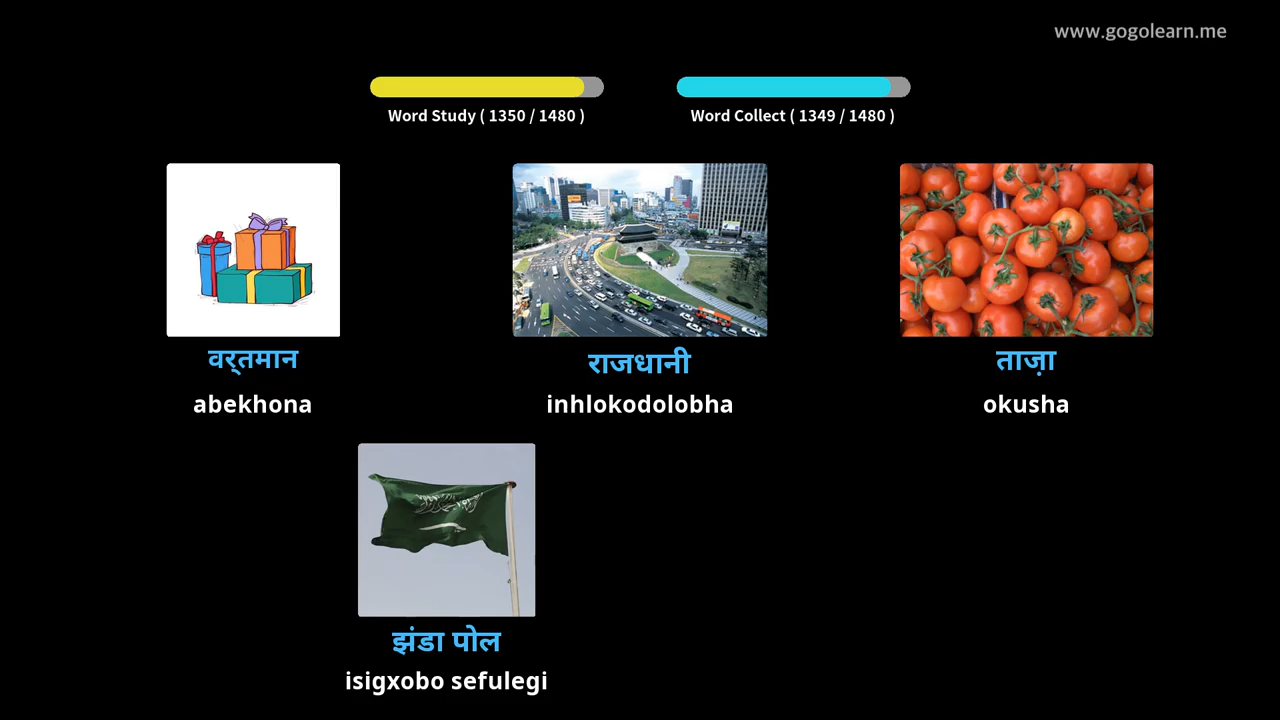 www.gogolearn.me
Word Study ( 1350 / 1480 )
Word Collect ( 1349 / 1480 )
वर्तमान
राजधानी
ताज़ा
abekhona
inhlokodolobha
okusha
झंडा पोल
isigxobo sefulegi